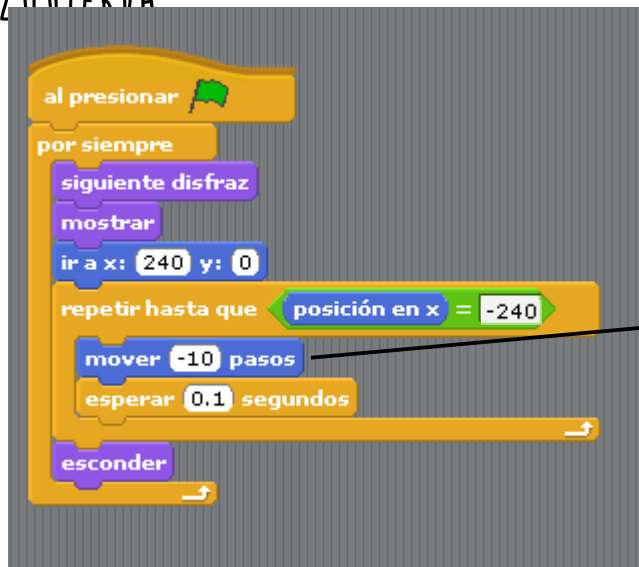 al presionar
por siempre
siguiente disfraz
mostrar
ir a x: 240 y: 0
repetir hasta que posición en x = -240
mover -10 pasos
esperar 0.1 segundos
esconder